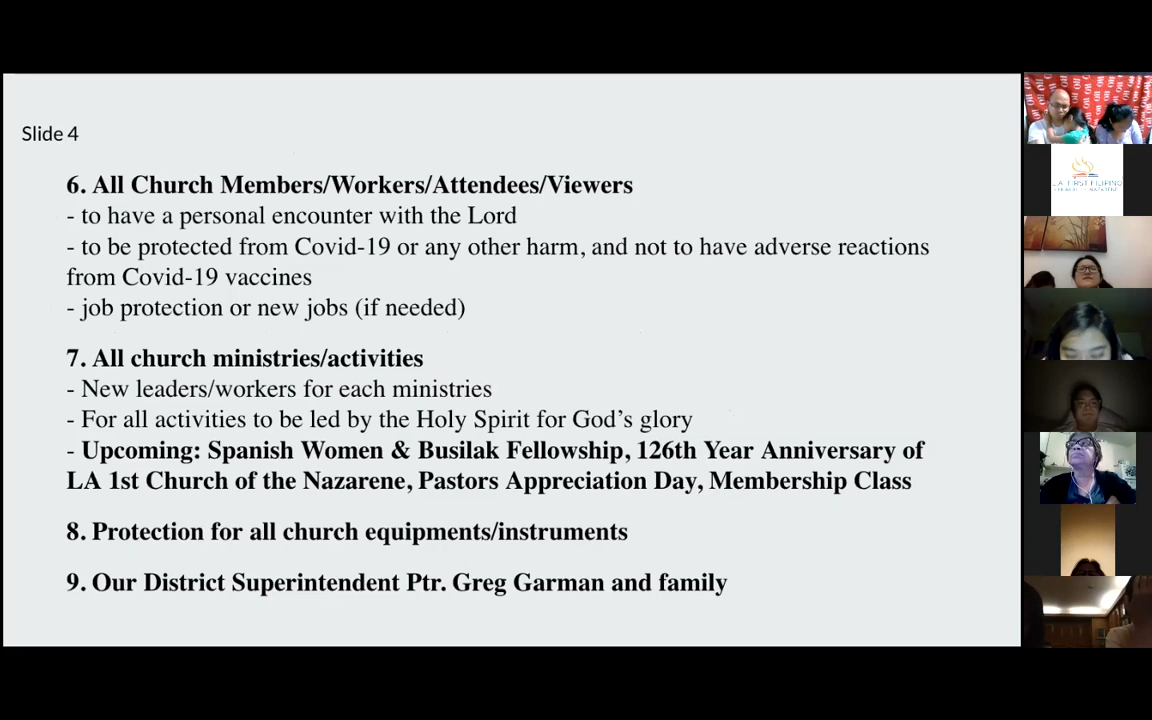 Slide 4
6. All Church Members/Workers/Attendees/Viewers
- to have a personal encounter with the Lord
- to be protected from Covid-19 or any other harm, and not to have adverse reactions
from Covid-19 vaccines
- job protection or new jobs (if needed)
7. All church ministries/activities
- New leaders/workers for each ministries
- For all activities to be led by the Holy Spirit for God’s glory
- Upcoming: Spanish Women & Busilak Fellowship, 126th Year Anniversary of
LA 1st Church of the Nazarene, Pastors Appreciation Day, Membership Class
8. Protection for all church equipments/instruments
9. Our District Superintendent Ptr. Greg Garman and family
L.A. FIRST FILIPINO